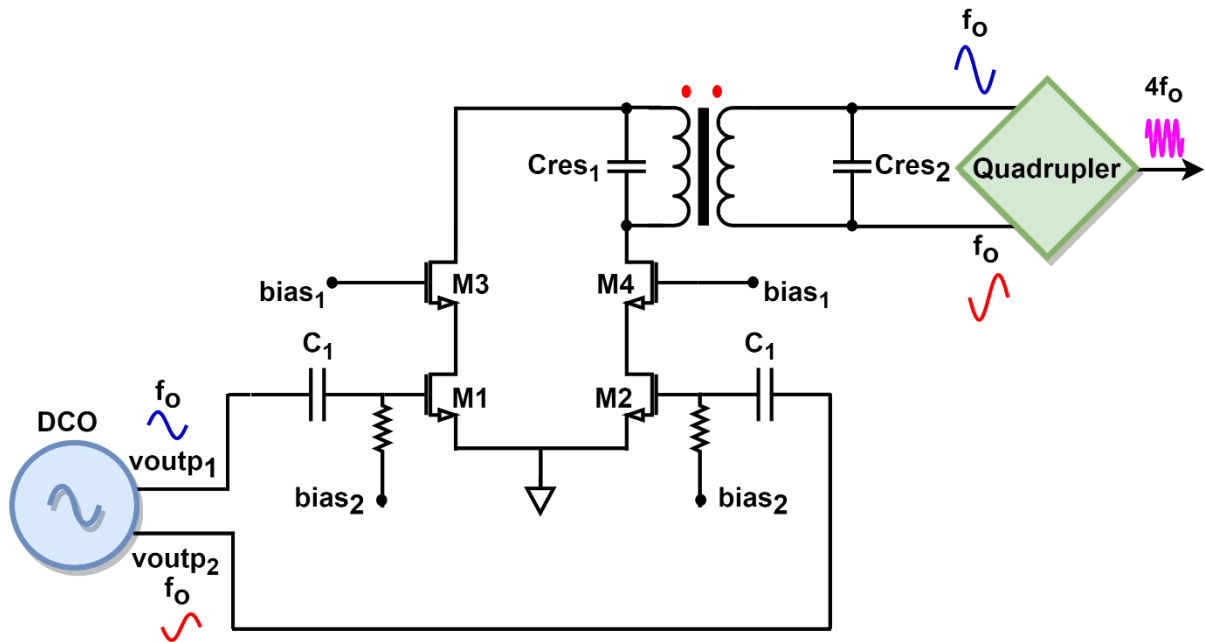 fo
4fo
Cres1
Cres2
Quadrupler
fo
M3
M4
bias1
bias1
C1
C1
fo
M1
M2
DCO
voutp1
bias2
bias2
voutp2
fo